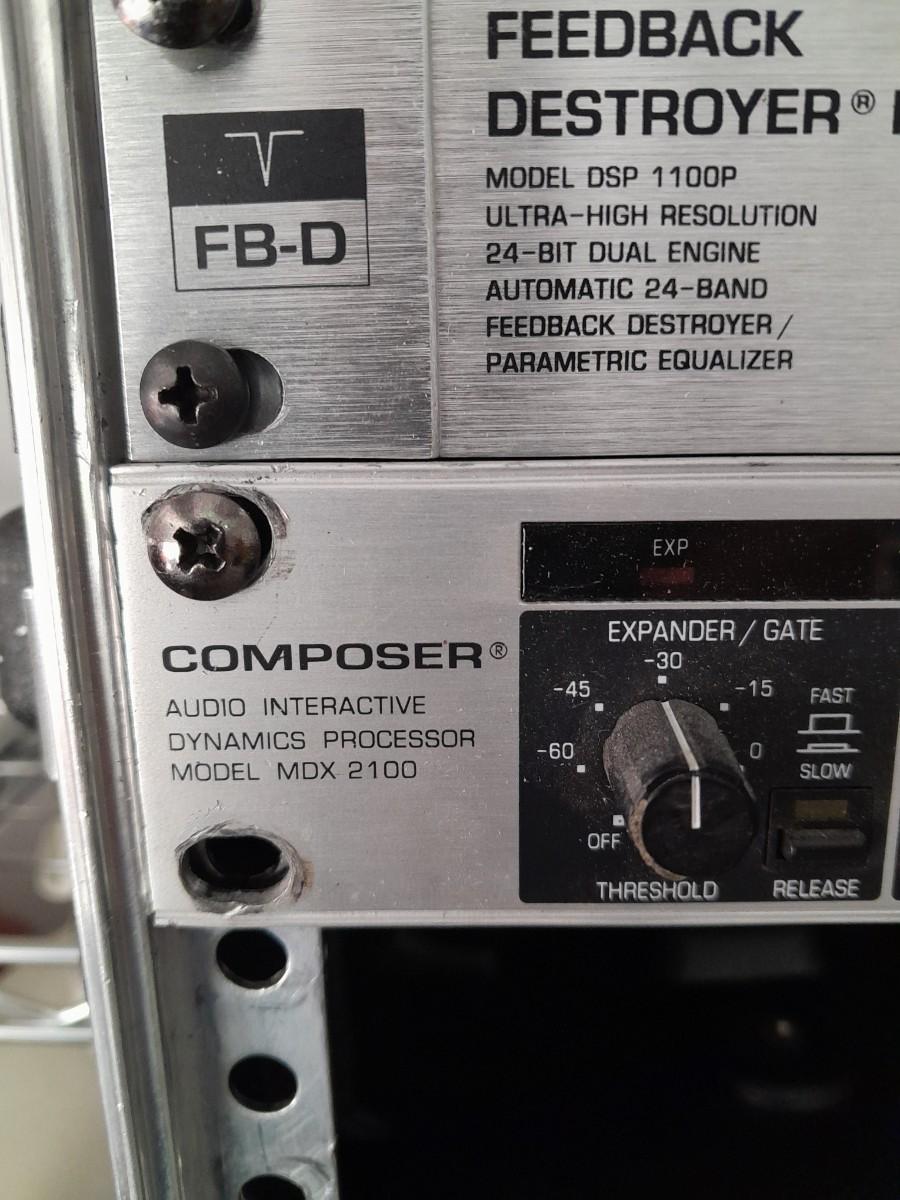 FEEDBACK
DESTROYER®
MODEL DSP 1100P
ULTRA-HIGH RESOLUTION
24-BIT DUAL ENGINE
AUTOMATIC 24-BAND
FEEDBACK DESTROYER/
PARAMETRIC EQUALIZER
FB-D
COMPOSER®
AUDIO INTERACTIVE
DYNAMICS PROCESSOR
MODEL MDX 2100
EXP
EXPANDER/GATE
-30
-45
-15
-60
0
OFF
THRESHOLD
FAST
SLOW
RELEASE